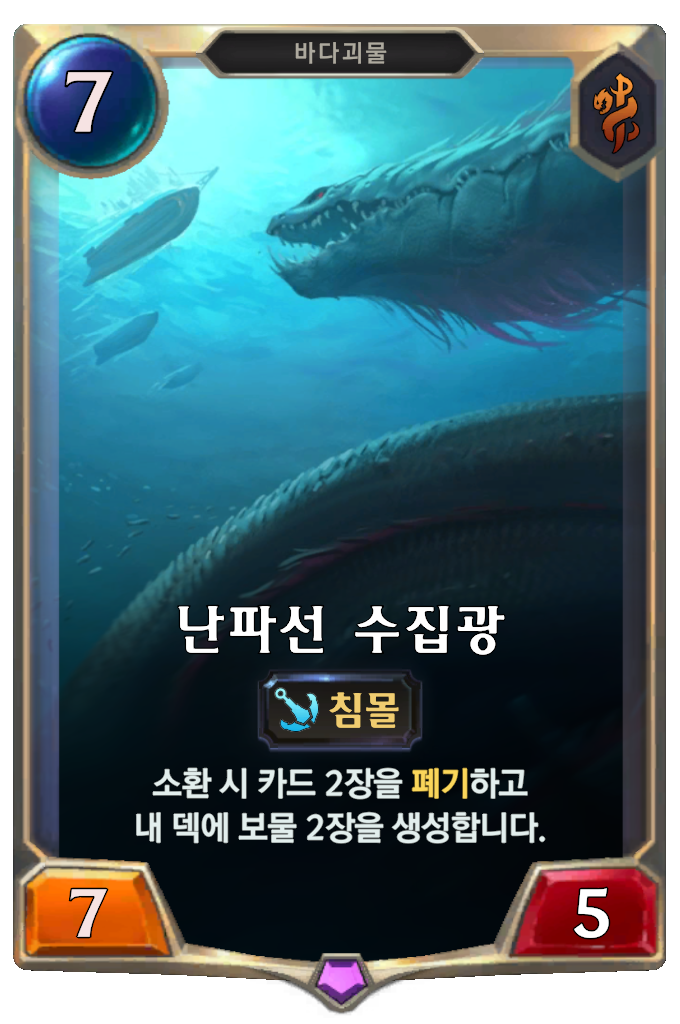 바다괴물
7
난파선 수집광
침몰
소환 시 카드 2장을 폐기하고
내 덱에 보물 2장을 생성합니다.
7
5